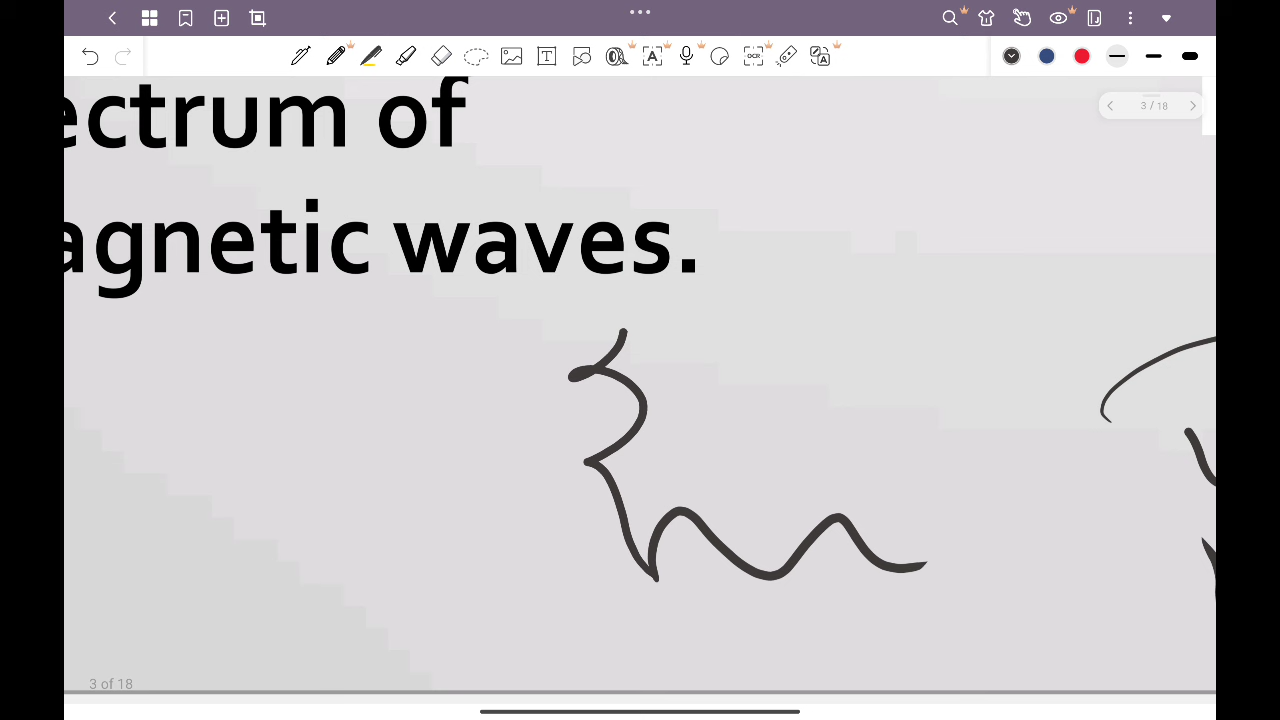 3 / 18
ectrum of
agnetic waves.
3 of 18